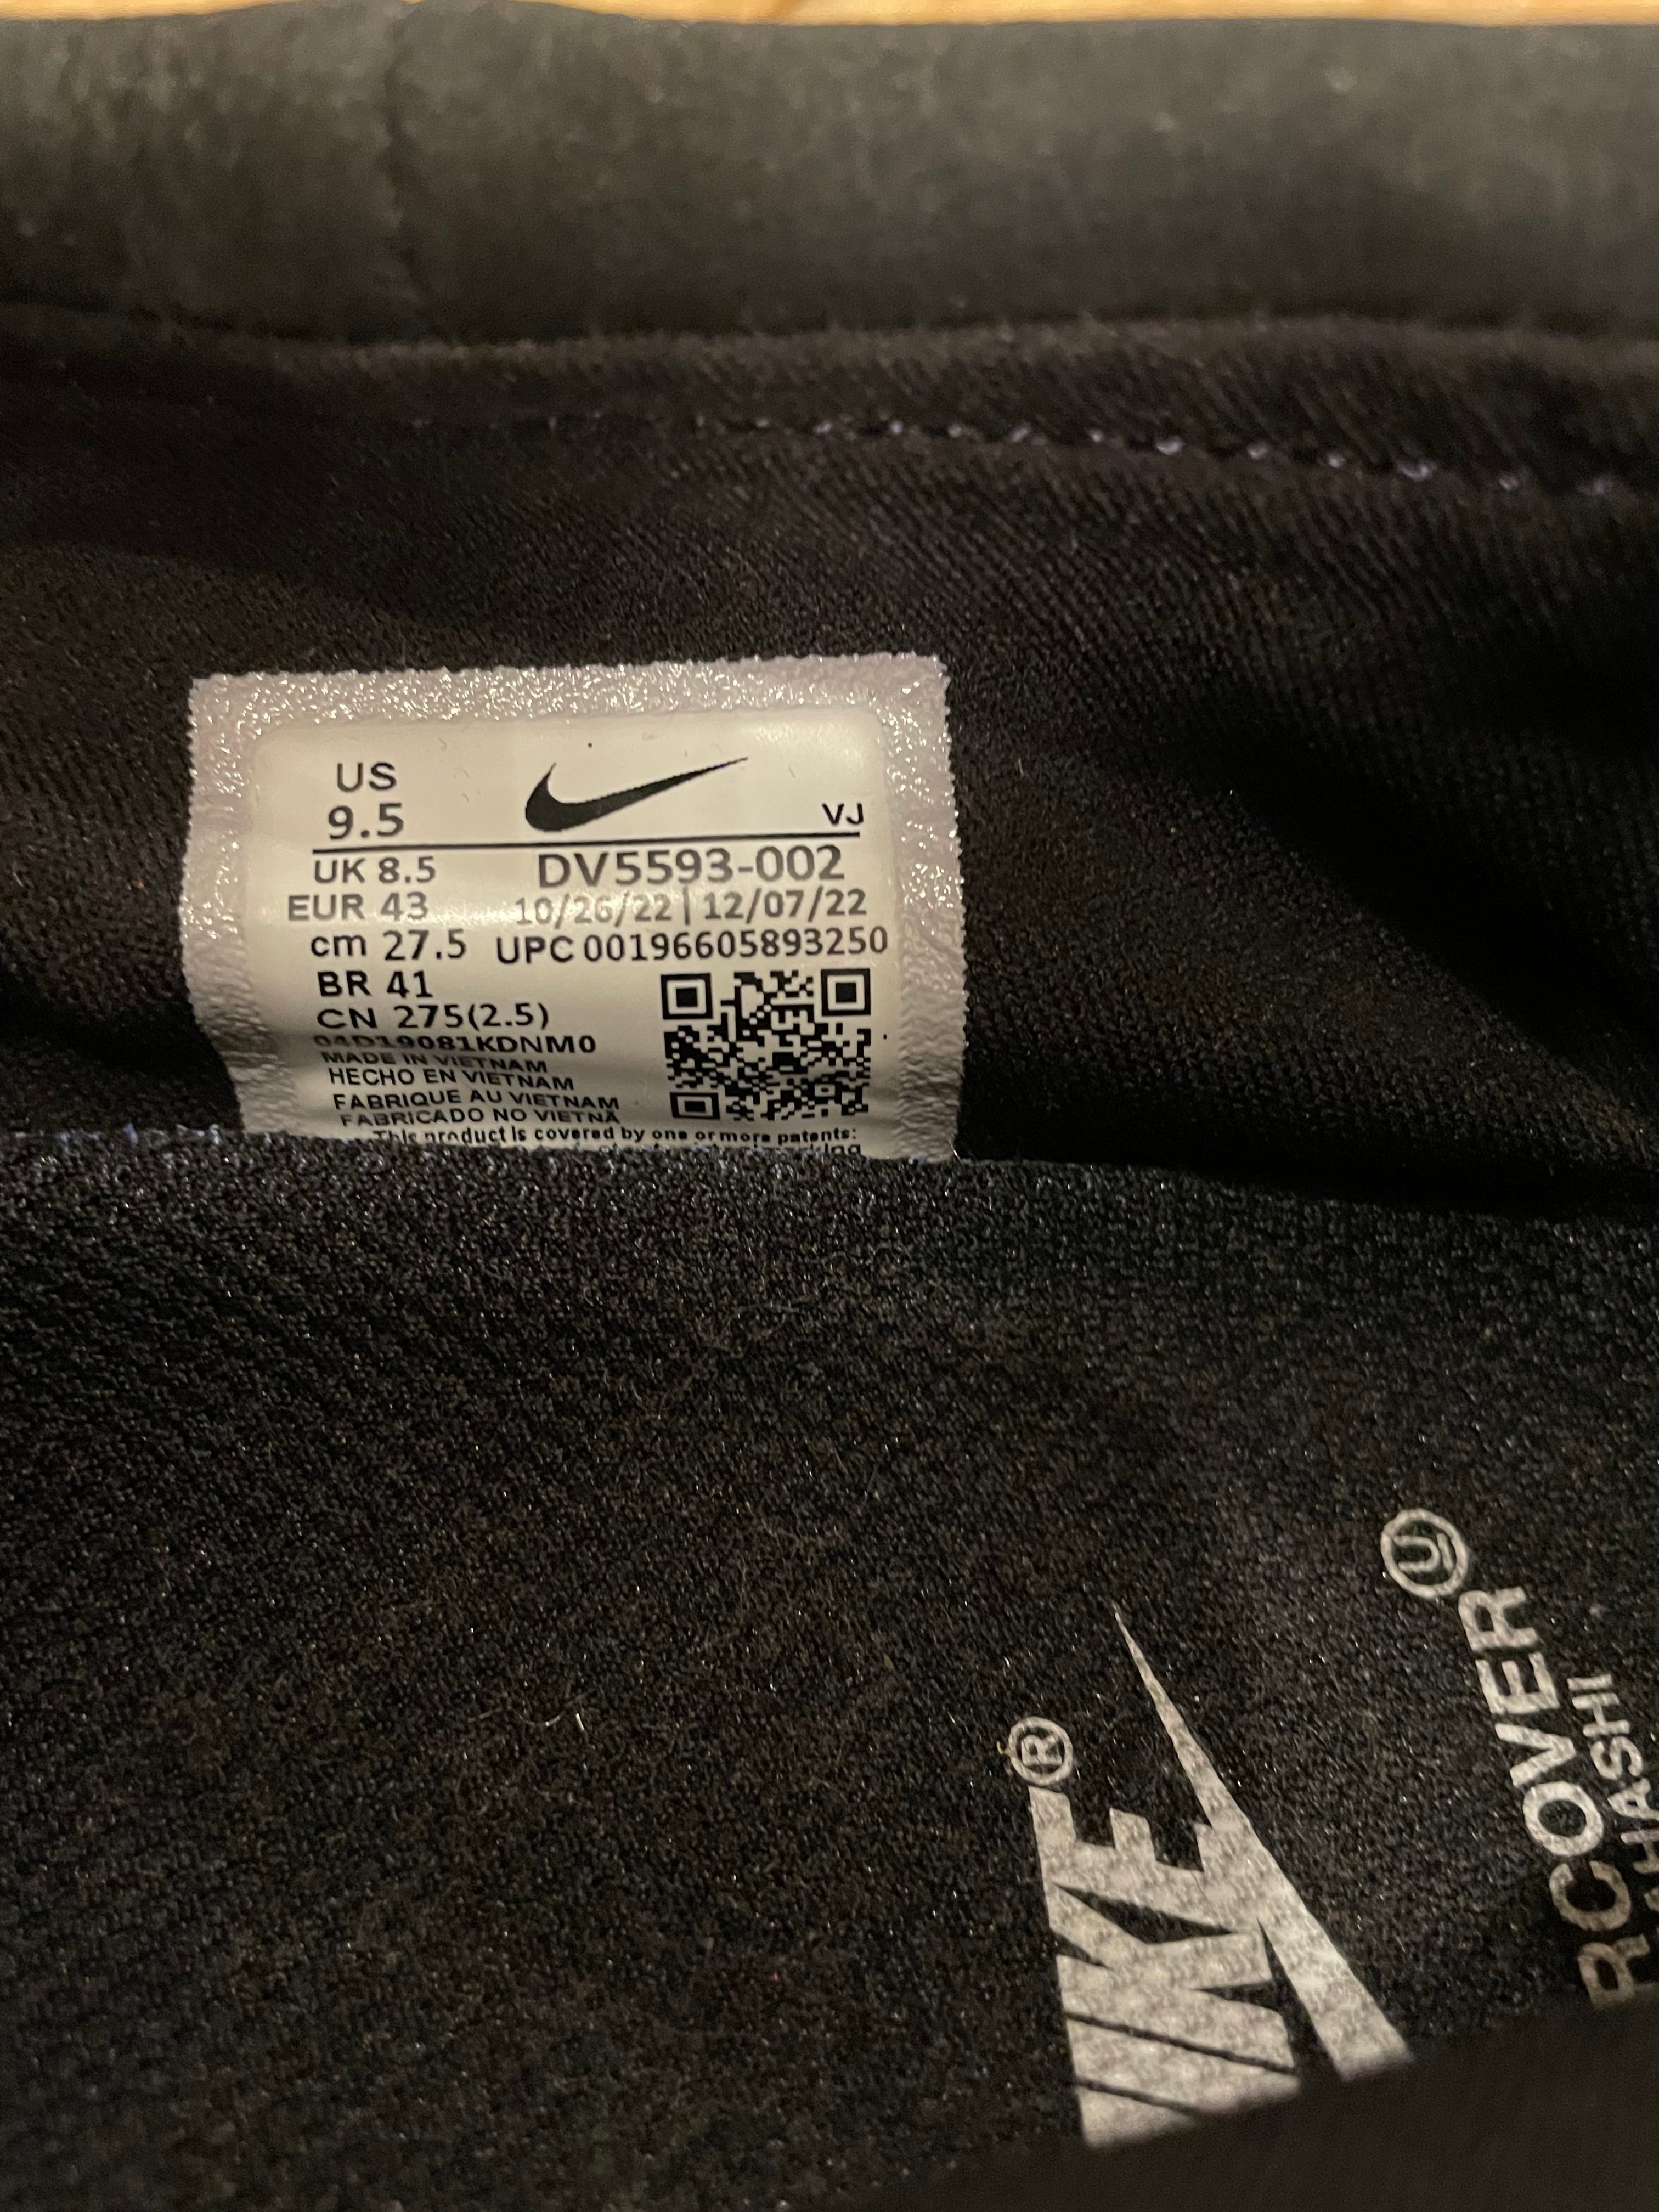 US
9.5
VJ
UK 8.5
DV5593-002
EUR 43
10/26/22 | 12/07/22
cm 27.5
UPC 00196605893250
BR 41
CN 275(2.5)
04D19081KDNM0
MADE IN VIETNAM
HECHO EN VIETNAM
FABRIQUE AU VIETNAM
FABRICADO NO VIETNÃ
This product is covered by one or more patents:
®
NIKE
RCOVER Ⓤ
HASHI